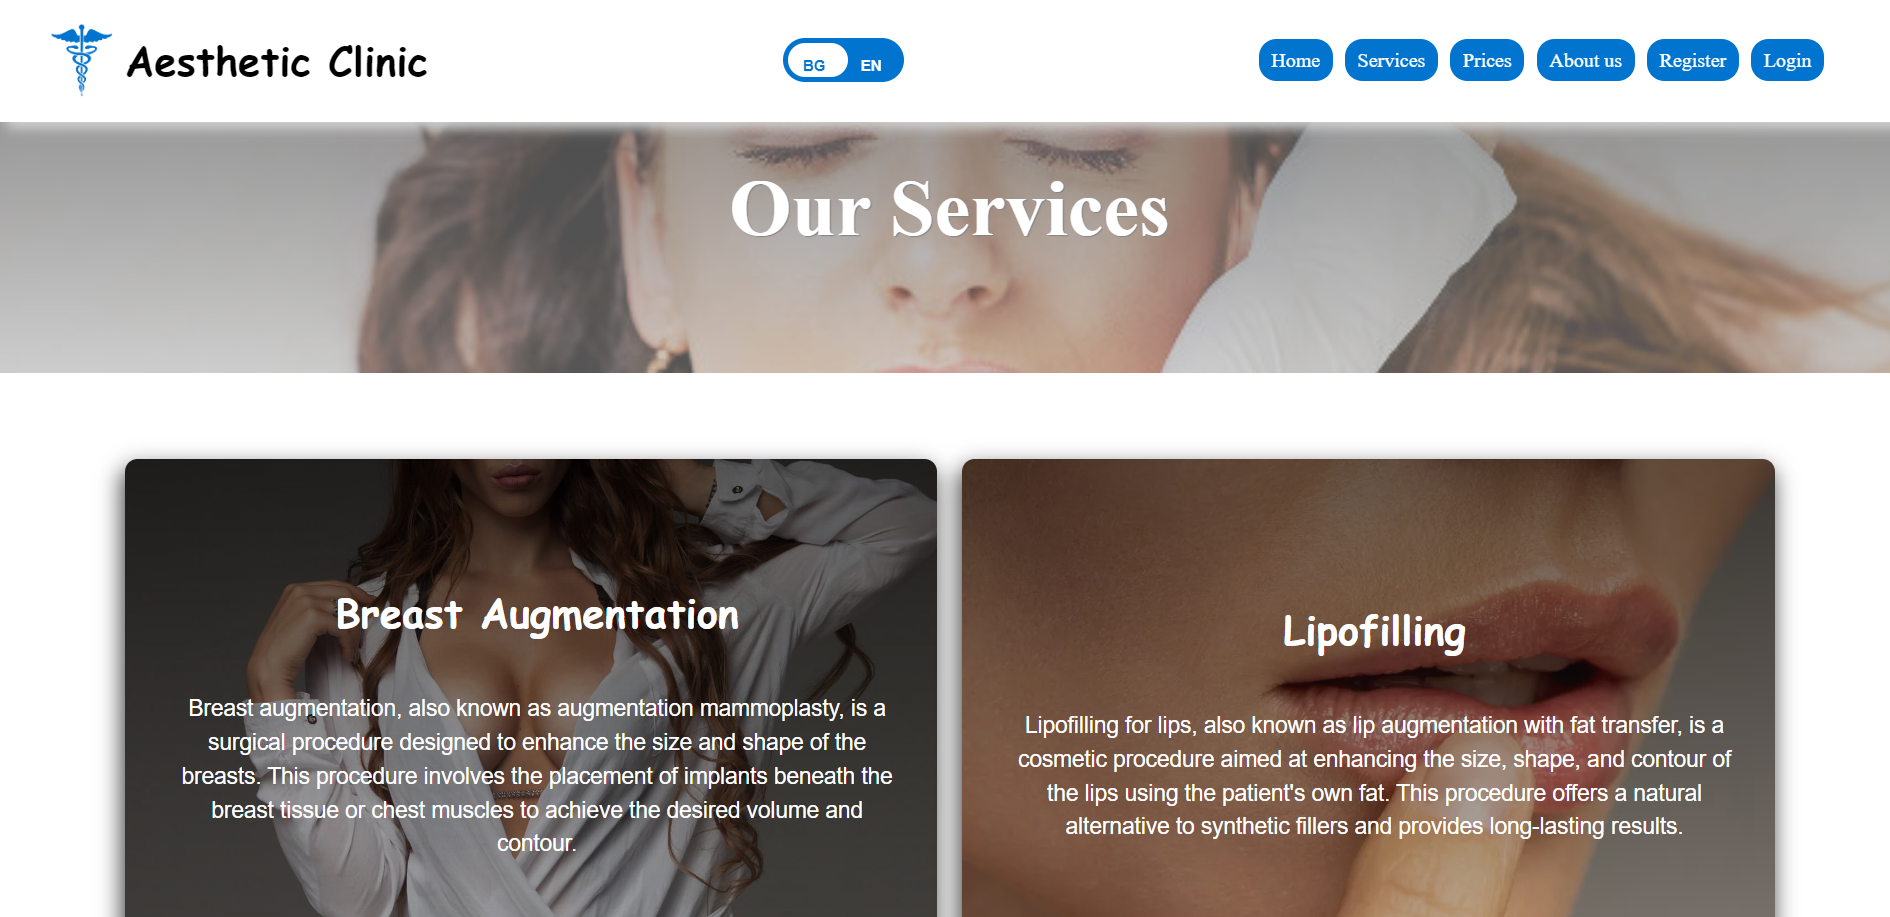 Aesthetic Clinic
BG EN
Home Services Prices About us Register Login
Our Services
Breast Augmentation
Breast augmentation, also known as augmentation mammoplasty, is a
surgical procedure designed to enhance the size and shape of the
breasts. This procedure involves the placement of implants beneath the
breast tissue or chest muscles to achieve the desired volume and
contour.
Lipofilling
Lipofilling for lips, also known as lip augmentation with fat transfer, is a
cosmetic procedure aimed at enhancing the size, shape, and contour of
the lips using the patient's own fat. This procedure offers a natural
alternative to synthetic fillers and provides long-lasting results.